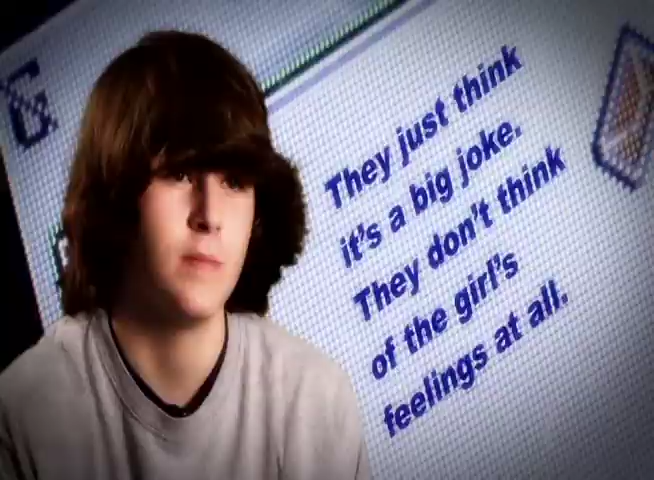 They just think
it's a big joke.
They don't think
of the girl's
feelings at all.